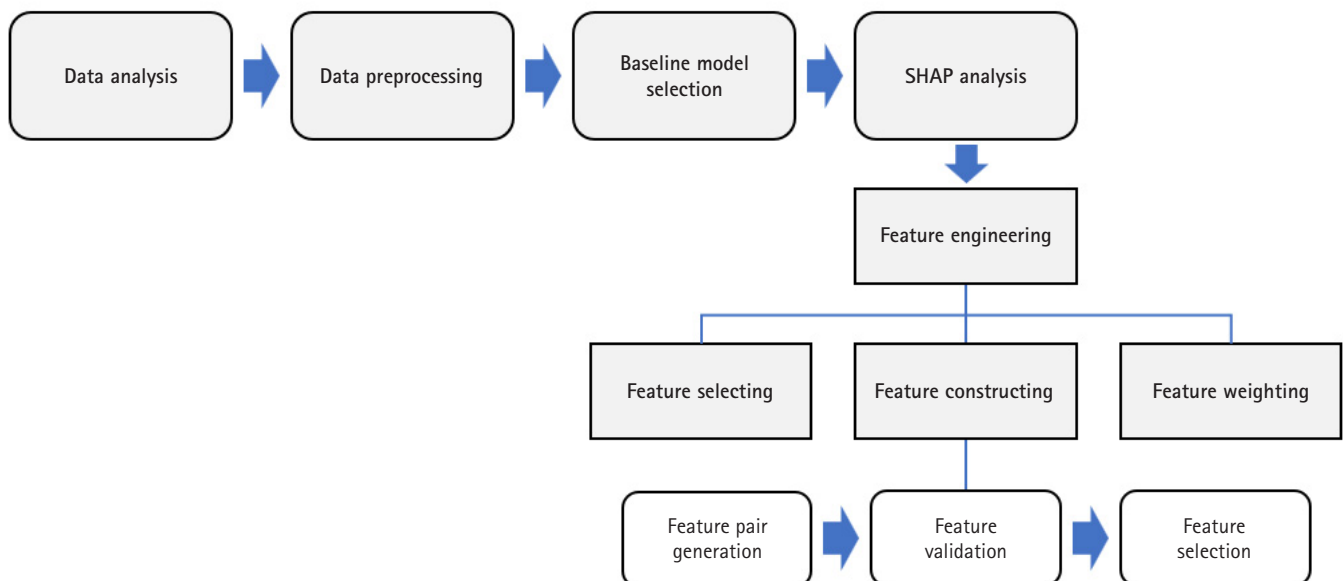 Data analysis
Data preprocessing
Baseline model
selection
SHAP analysis
Feature engineering
Feature selecting
Feature constructing
Feature weighting
Feature pair
generation
Feature
validation
Feature
selection